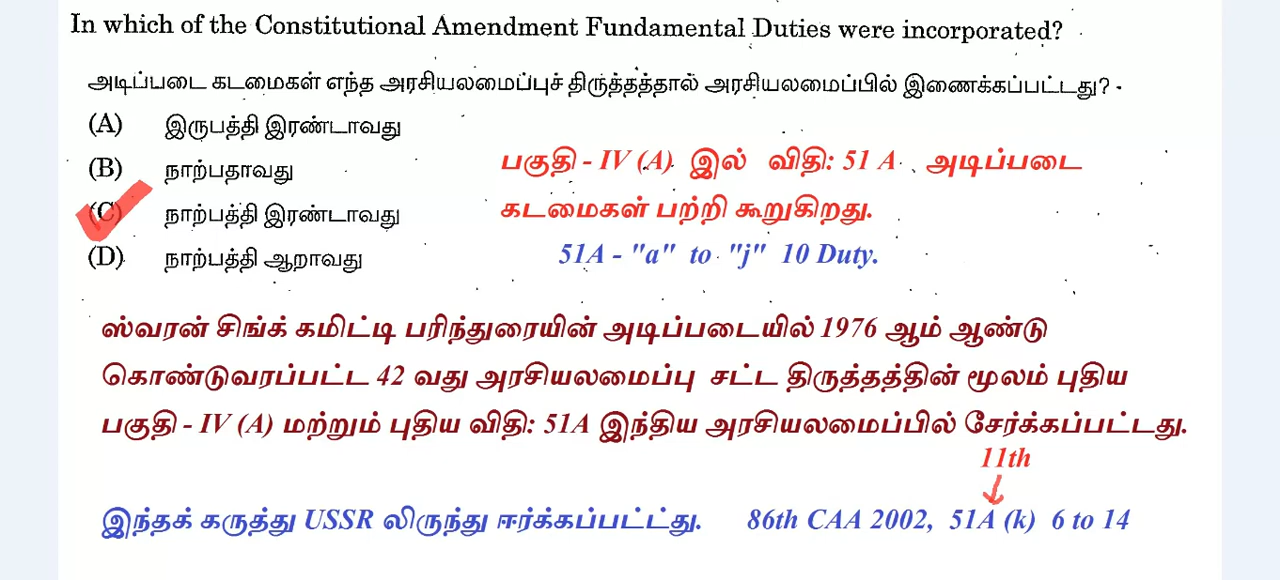 In which of the Constitutional Amendment Fundamental Duties were incorporated?
அடிப்படை கடமைகள் எந்த அரசியலமைப்புச் திருத்தத்தால் அரசியலமைப்பில் இணைக்கப்பட்டது?
(A) இருபத்தி இரண்டாவது
(B) நாற்பதாவது
(C) நாற்பத்தி இரண்டாவது
(D) நாற்பத்தி ஆறாவது
பகுதி - IV (A) இல் விதி: 51 A அடிப்படை
கடமைகள் பற்றி கூறுகிறது.
51A - "a" to "j" 10 Duty.
ஸ்வரன் சிங்க் கமிட்டி பரிந்துரையின் அடிப்படையில் 1976 ஆம் ஆண்டு
கொண்டுவரப்பட்ட 42 வது அரசியலமைப்பு சட்ட திருத்தத்தின் மூலம் புதிய
பகுதி - IV (A) மற்றும் புதிய விதி: 51A இந்திய அரசியலமைப்பில் சேர்க்கப்பட்டது.
11th
இந்தக் கருத்து USSR லிருந்து ஈர்க்கப்பட்ட்து. 86th CAA 2002, 51A (k) 6 to 14